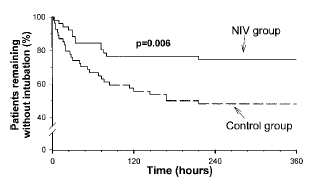 Patients remaining
without intubation (%)
100
80
60
40
0
p=0.006
NIV group
Control group
0
120
240
360
Time (hours)